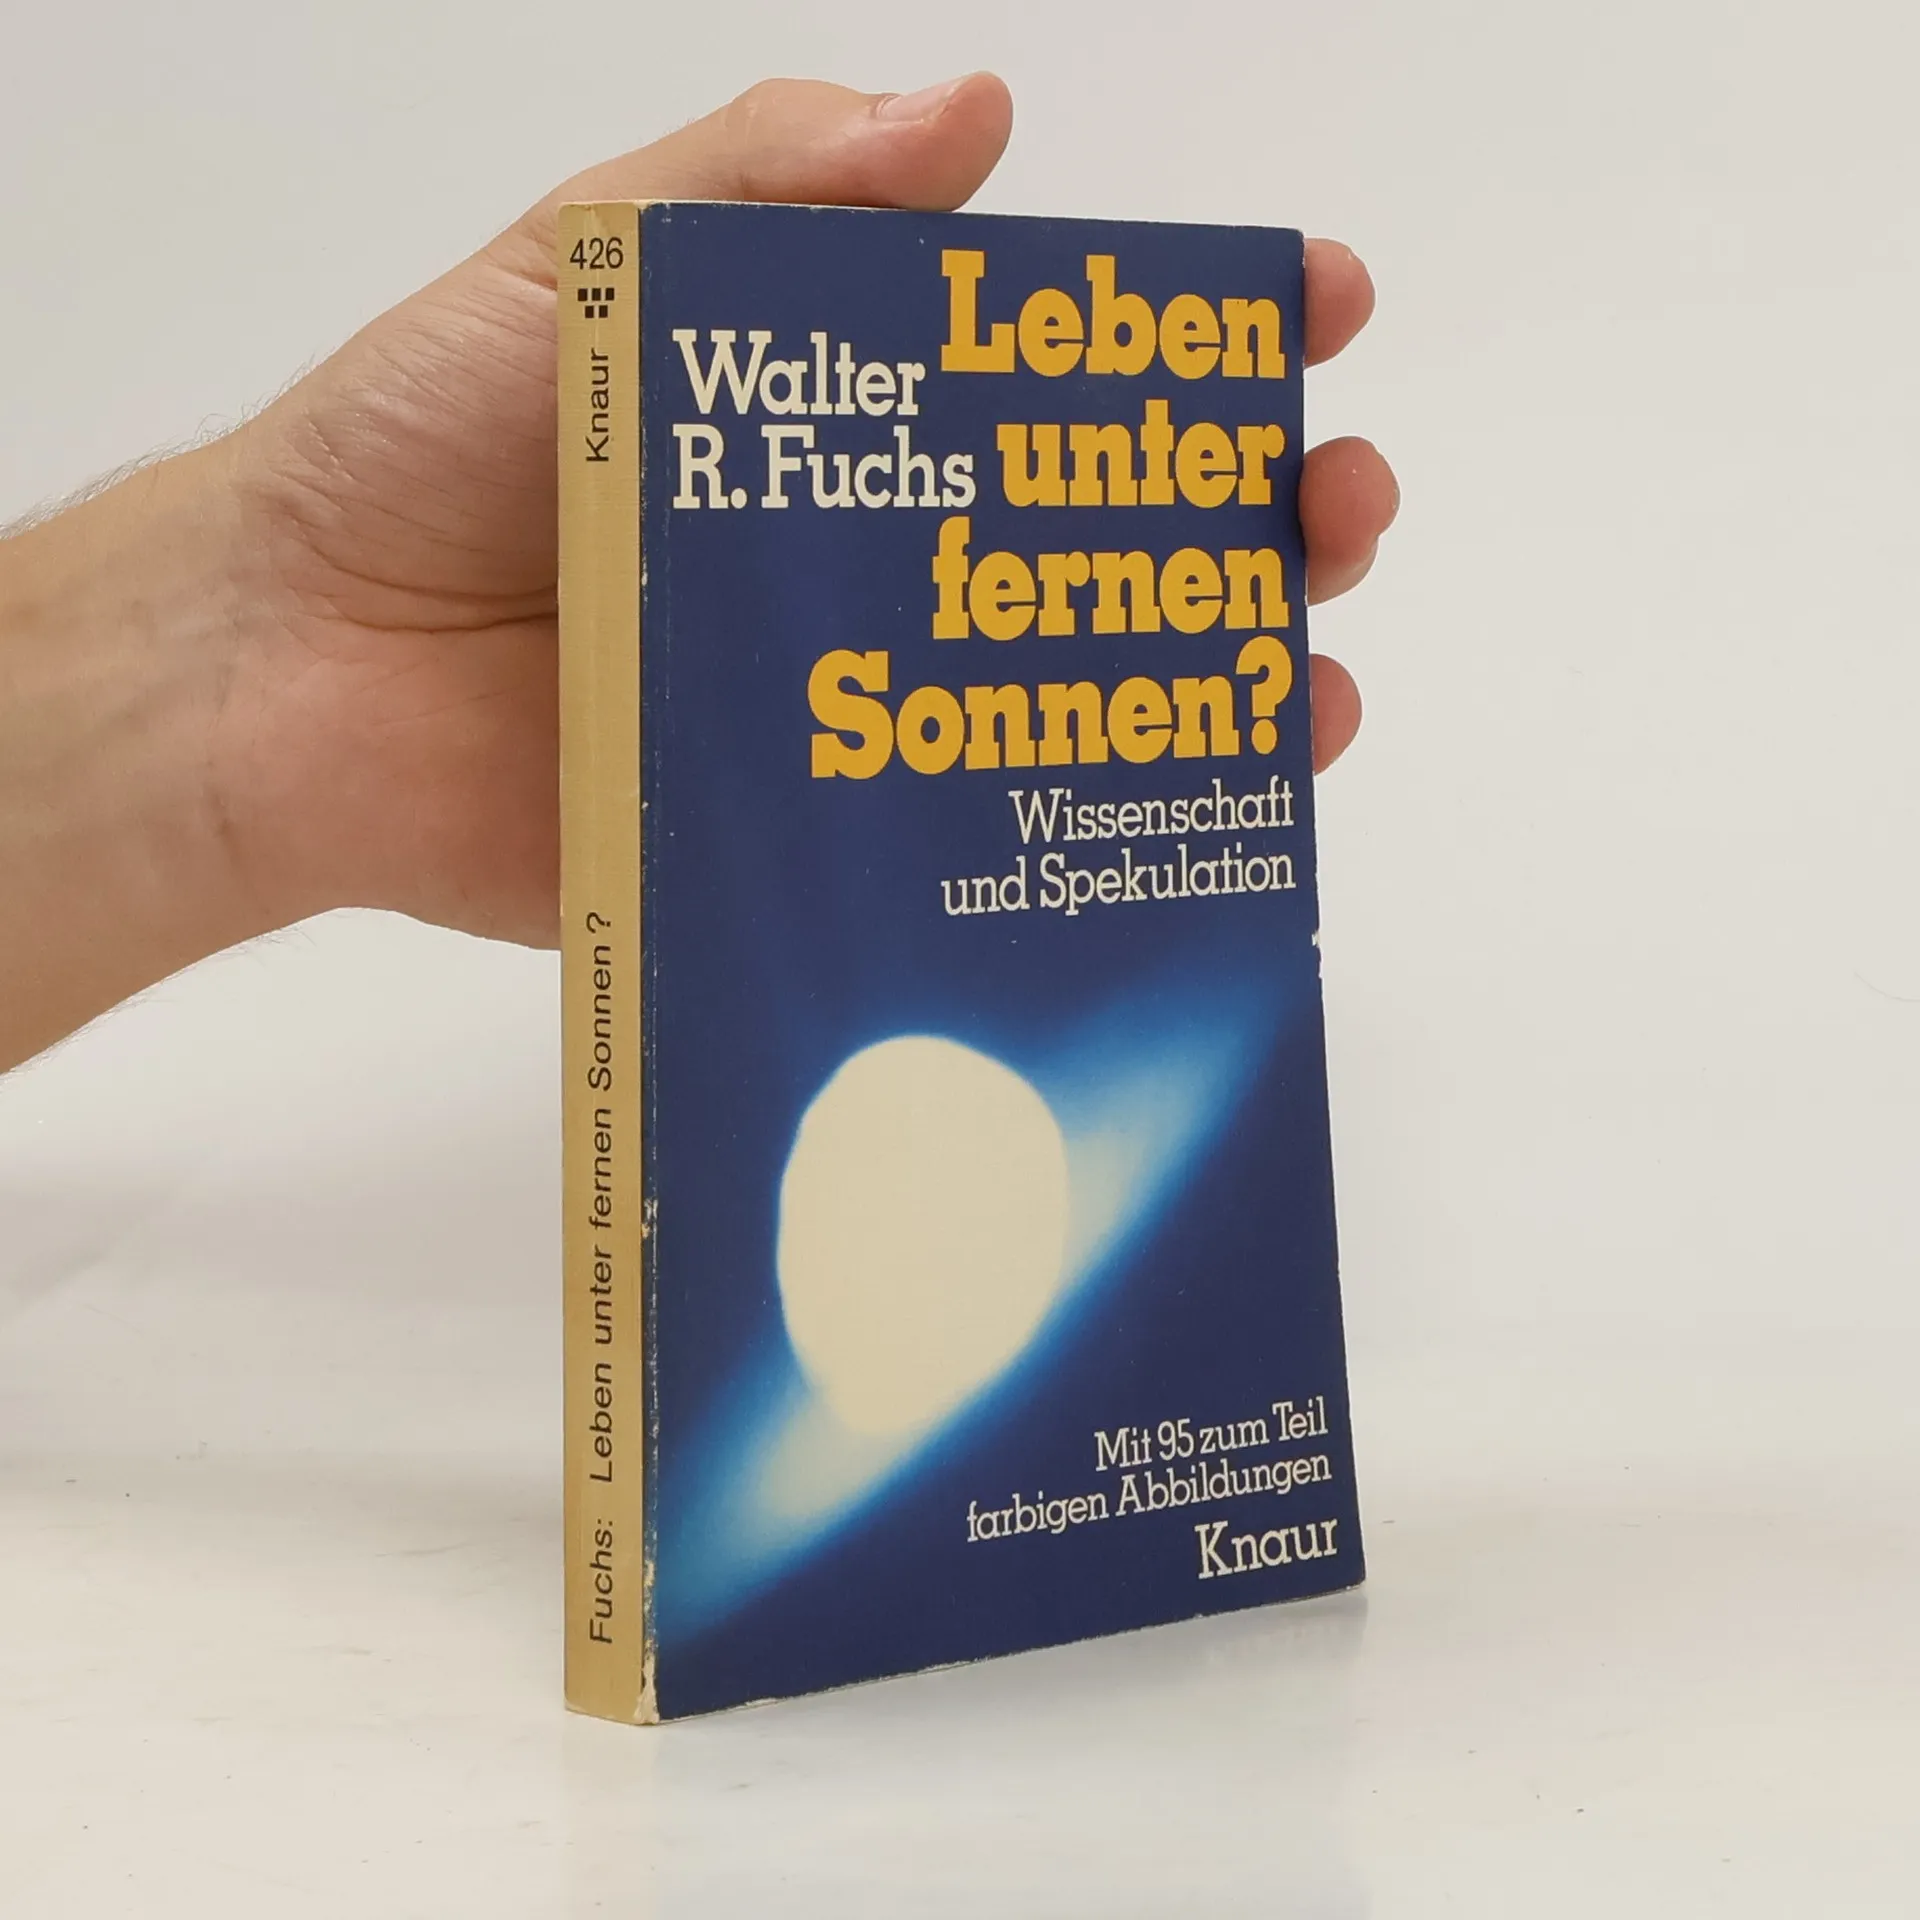 426
Knaur
Fuchs: Leben unter fernen Sonnen?
Walter
R. Fuchs
Leben
unter
fernen
Sonnen?
Wissenschaft
und Spekulation
Mit 95 zum Teil
farbigen Abbildungen
Knaur